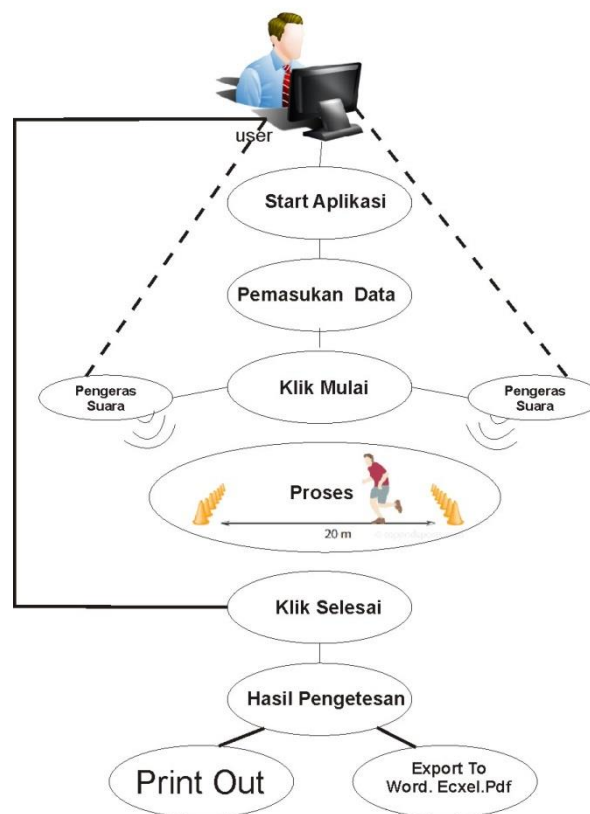 user
Start Aplikasi
Pemasukan Data
Pengeras
Suara
Klik Mulai
Pengeras
Suara
Proses
20 m
Klik Selesai
Hasil Pengetesan
Print Out
Export To
Word. Ecxel.Pdf